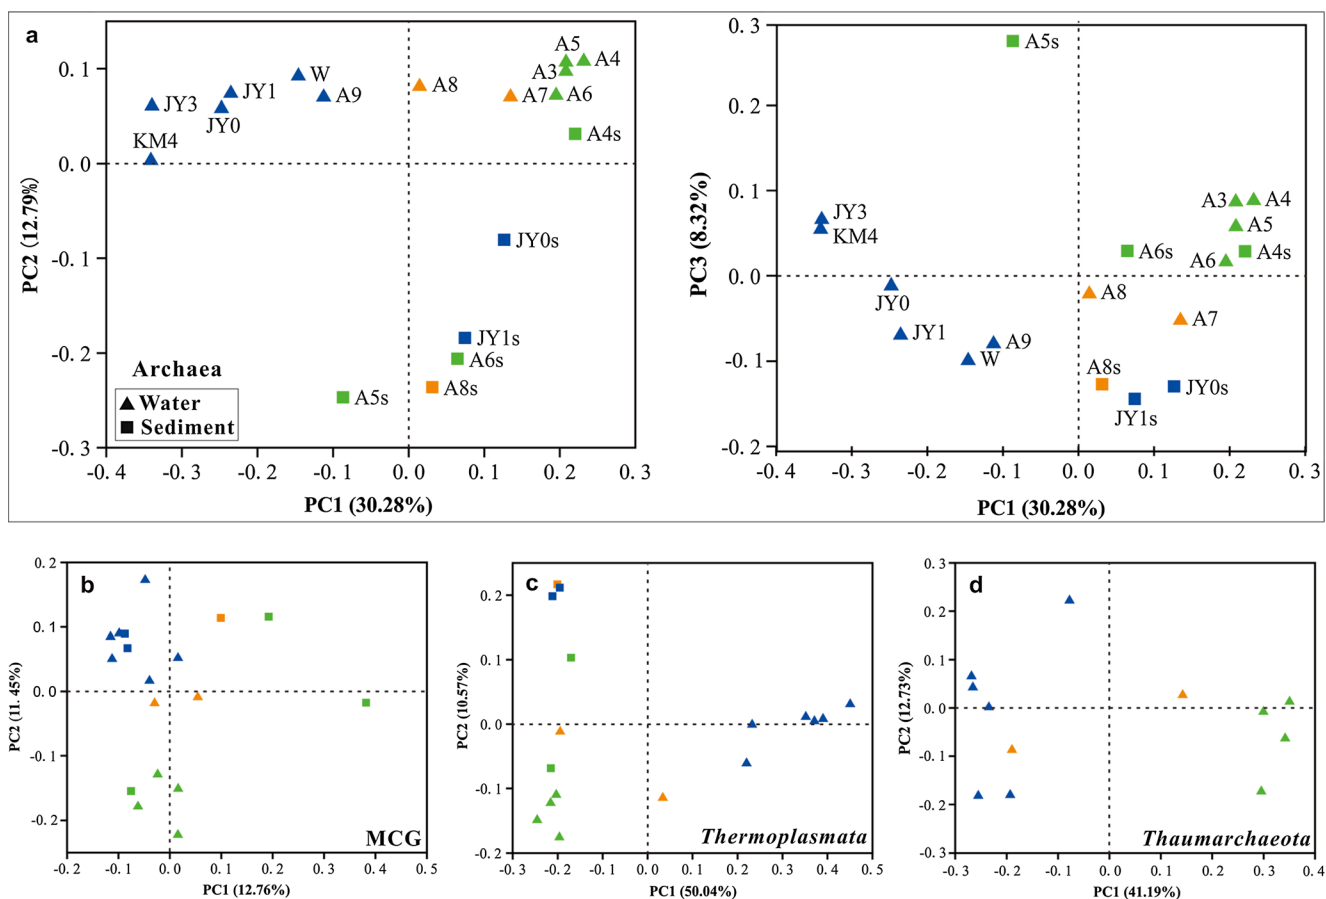 a
0.1
0.0
-0.1
-0.2
-0.3
PC2 (12.79%)
A5
A4
A3
A6
A7
A8
W
JY1
A9
JY3
JY0
KM4
A4s
JY0s
JY1s
A6s
A8s
A5s
Archaea
Water
Sediment
-0.4 -0.3 -0.2 -0.1 0.0 0.1 0.2 0.3
PC1 (30.28%)
0.3
0.2
0.1
0.0
-0.1
-0.2
PC3 (8.32%)
A5s
JY3
KM4
A3 A4
A5
A6s A4s
A6
JY0
A8
JY1
A7
A9
W
A8s
JY0s
JY1s
-0.4 -0.3 -0.2 -0.1 0.0 0.1 0.2 0.3
PC1 (30.28%)
b
0.2
0.1
0.0
-0.1
-0.2
PC2 (11.45%)
MCG
-0.2 -0.1 0.0 0.1 0.2 0.3 0.4 0.5
PC1 (12.76%)
c
0.2
0.1
0.0
-0.1
-0.2
PC2 (10.57%)
Thermoplasmata
-0.3 -0.2 -0.1 0.0 0.1 0.2 0.3 0.4 0.5
PC1 (50.04%)
d
0.3
0.2
0.1
0.0
-0.1
-0.2
-0.3
PC2 (12.73%)
Thaumarchaeota
-0.3 -0.2 -0.1 0.0 0.1 0.2 0.3 0.4
PC1 (41.19%)